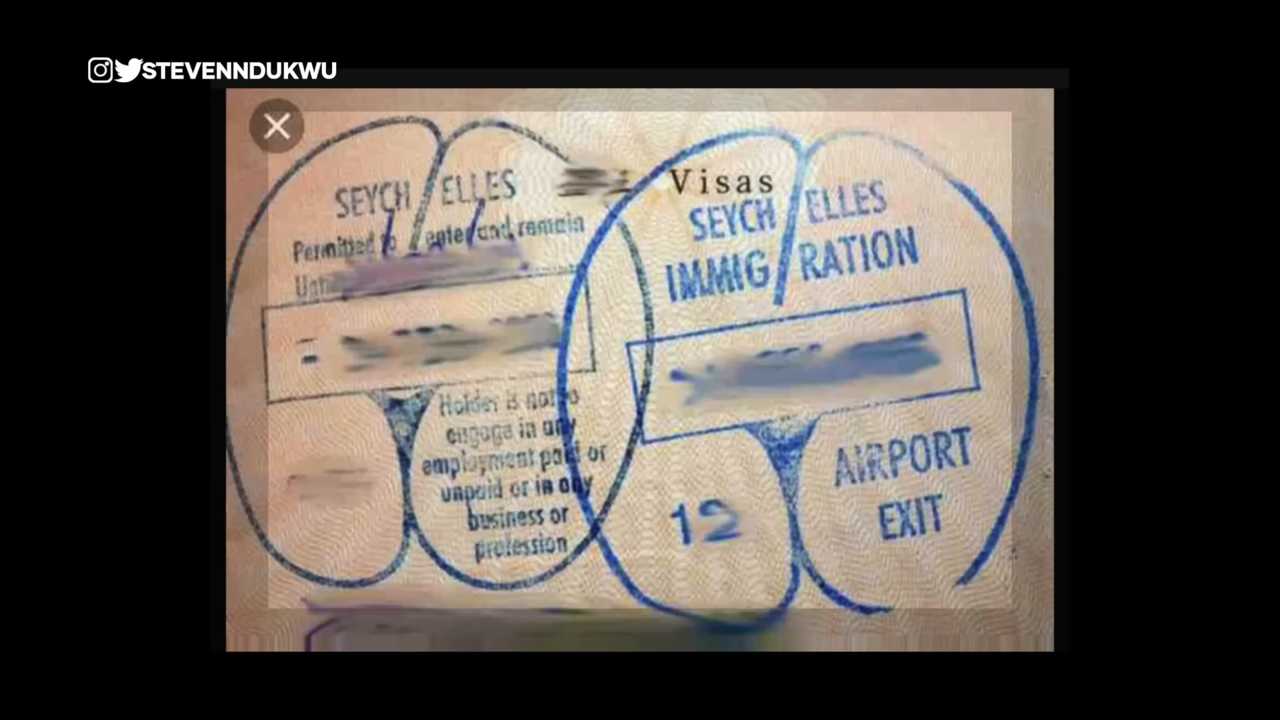 STEVENNDUKWU
Visas
SEYCH/ELLES
Permitted to enter and remain
Until
Holder is not to
engage in any
employment paid or
unpaid or in any
business or
profession
SEYCH/ELLES
IMMIG/RATION
12
AIRPORT
EXIT